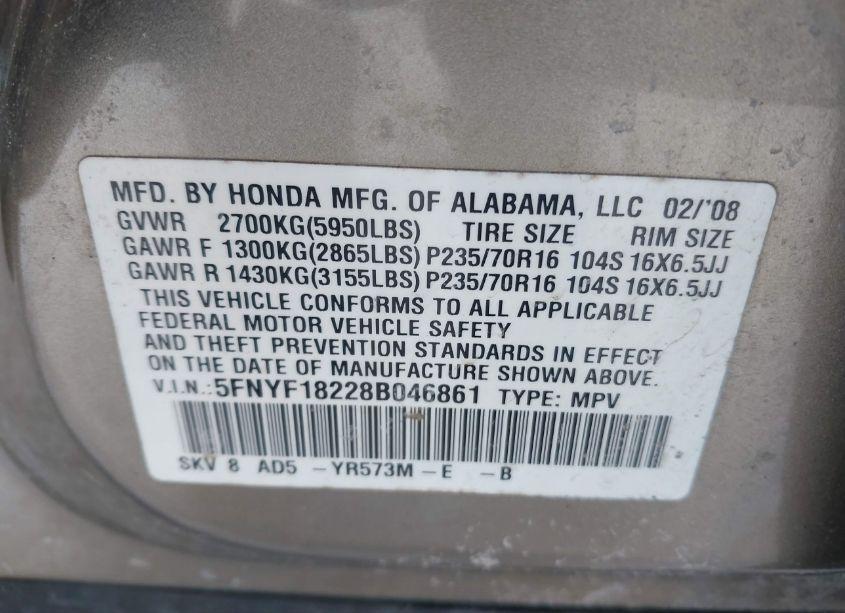 MFD. BY HONDA MFG. OF ALABAMA, LLC 02/'08
GVWR 2700KG(5950LBS) TIRE SIZE RIM SIZE
GAWR F 1300KG(2865LBS) P235/70R16 104S 16X6.5JJ
GAWR R 1430KG(3155LBS) P235/70R16 104S 16X6.5JJ
THIS VEHICLE CONFORMS TO ALL APPLICABLE
FEDERAL MOTOR VEHICLE SAFETY
AND THEFT PREVENTION STANDARDS IN EFFECT
ON THE DATE OF MANUFACTURE SHOWN ABOVE.
V.I.N.: 5FNYF18228B046861 TYPE: MPV
SKV 8 AD5 -YR573M-E -B